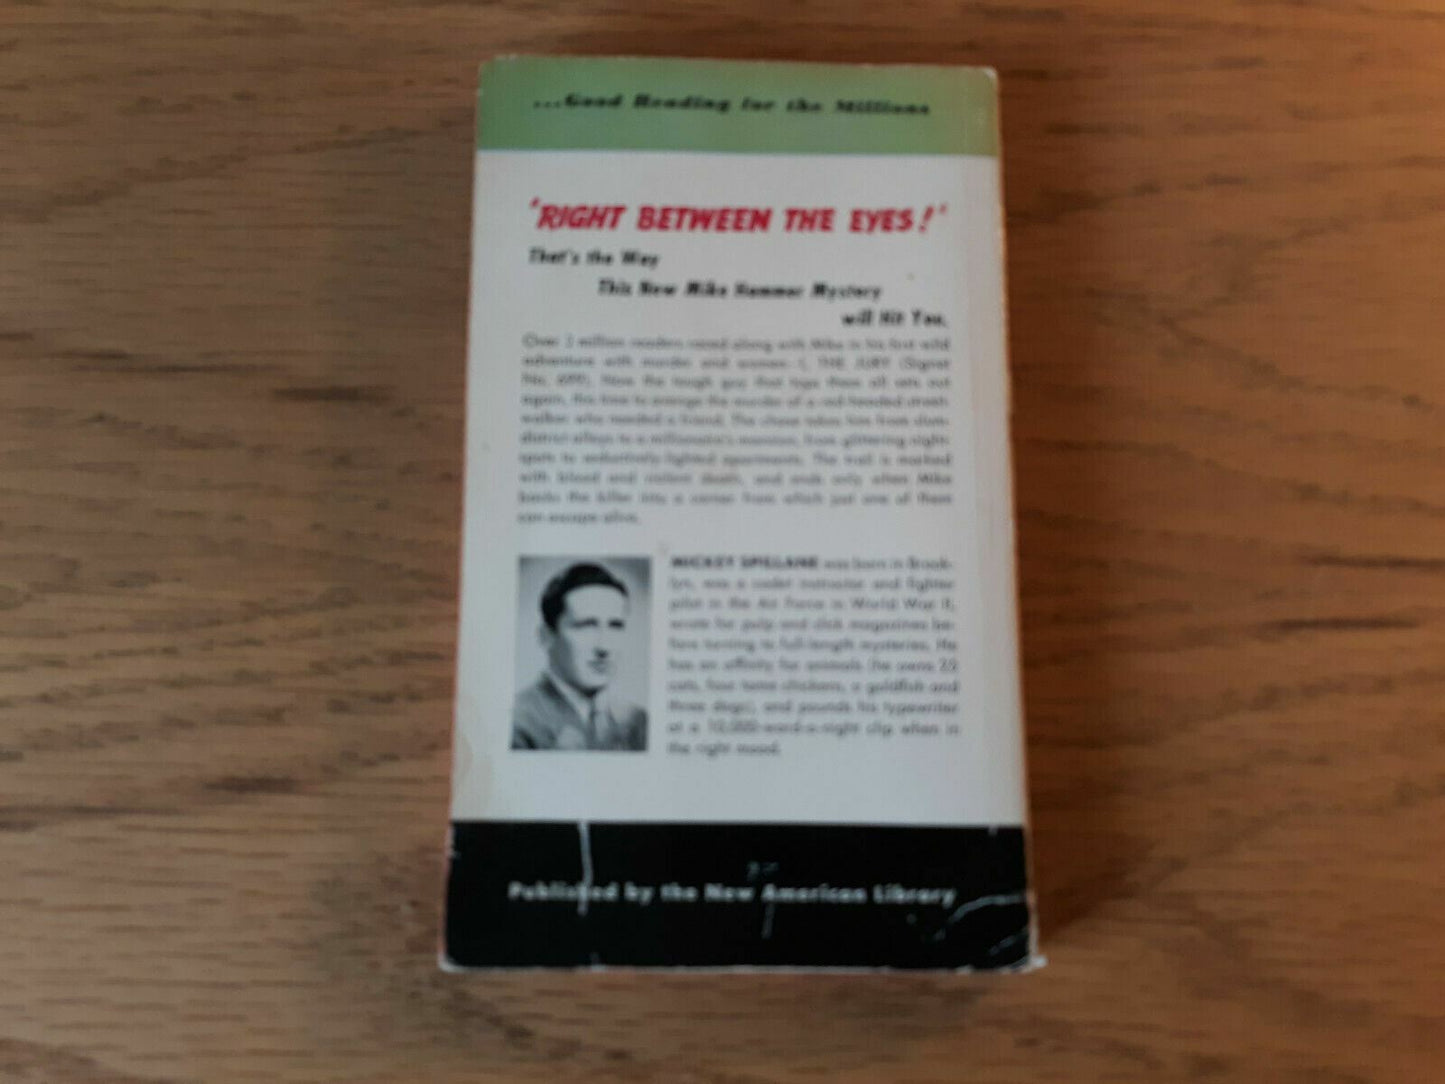 ...Good Reading for the Millions
'RIGHT BETWEEN THE EYES!'
That's the Way
This New Mike Hammer Mystery
will Hit You.
Over 2 million readers raced along with Mike in his first wild
adventure with murder and women—I, THE JURY (Signet
No. 699). Now the tough guy that tops them all sets out
again, this time to avenge the murder of a red-headed street-
walker who needed a friend. The chase takes him from slum-
district alleys to a millionaire's mansion, from glittering night-
spots to seductively-lighted apartments. The trail is marked
with blood and violent death, and ends only when Mike
backs the killer into a corner from which just one of them
can escape alive.
MICKEY SPILLANE was born in Brook-
lyn, was a cadet instructor and fighter
pilot in the Air Force in World War II,
wrote for pulp and slick magazines be-
fore turning to full-length mysteries. He
has an affinity for animals (he owns 25
cats, four tame chickens, a goldfish and
three dogs), and pounds his typewriter
at a 10,000-word-a-night clip when in
the right mood.
Published by the New American Library